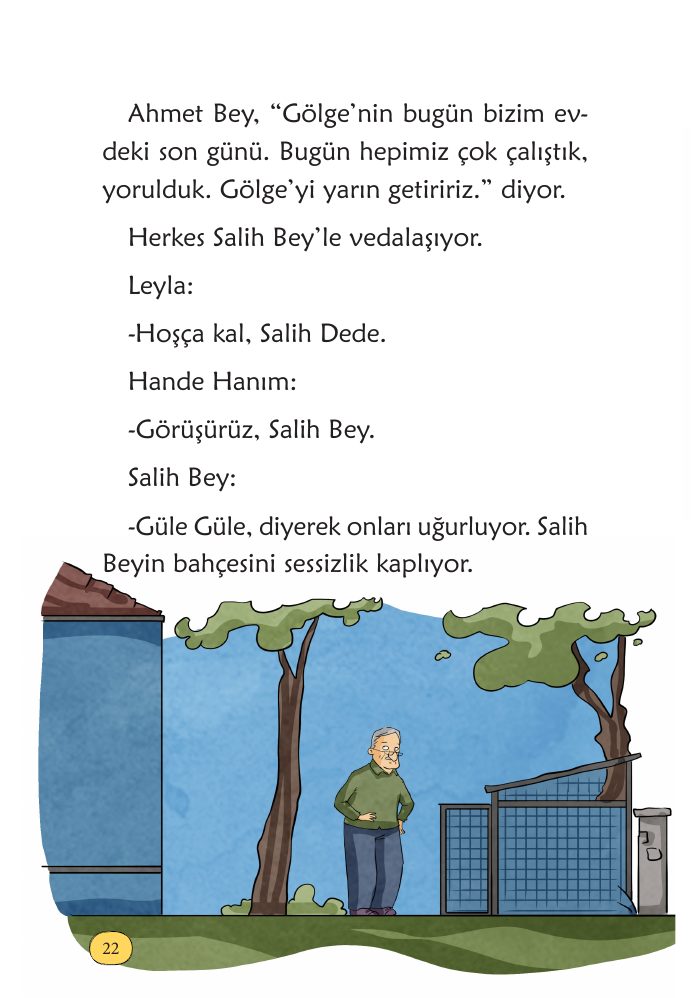 Ahmet Bey, “Gölge’nin bugün bizim ev-
deki son günü. Bugün hepimiz çok çalıştık,
yorulduk. Gölge’yi yarın getiririz.” diyor.
Herkes Salih Bey’le vedalaşıyor.
Leyla:
-Hoşça kal, Salih Dede.
Hande Hanım:
-Görüşürüz, Salih Bey.
Salih Bey:
-Güle Güle, diyerek onları uğurluyor. Salih
Beyin bahçesini sessizlik kaplıyor.
22